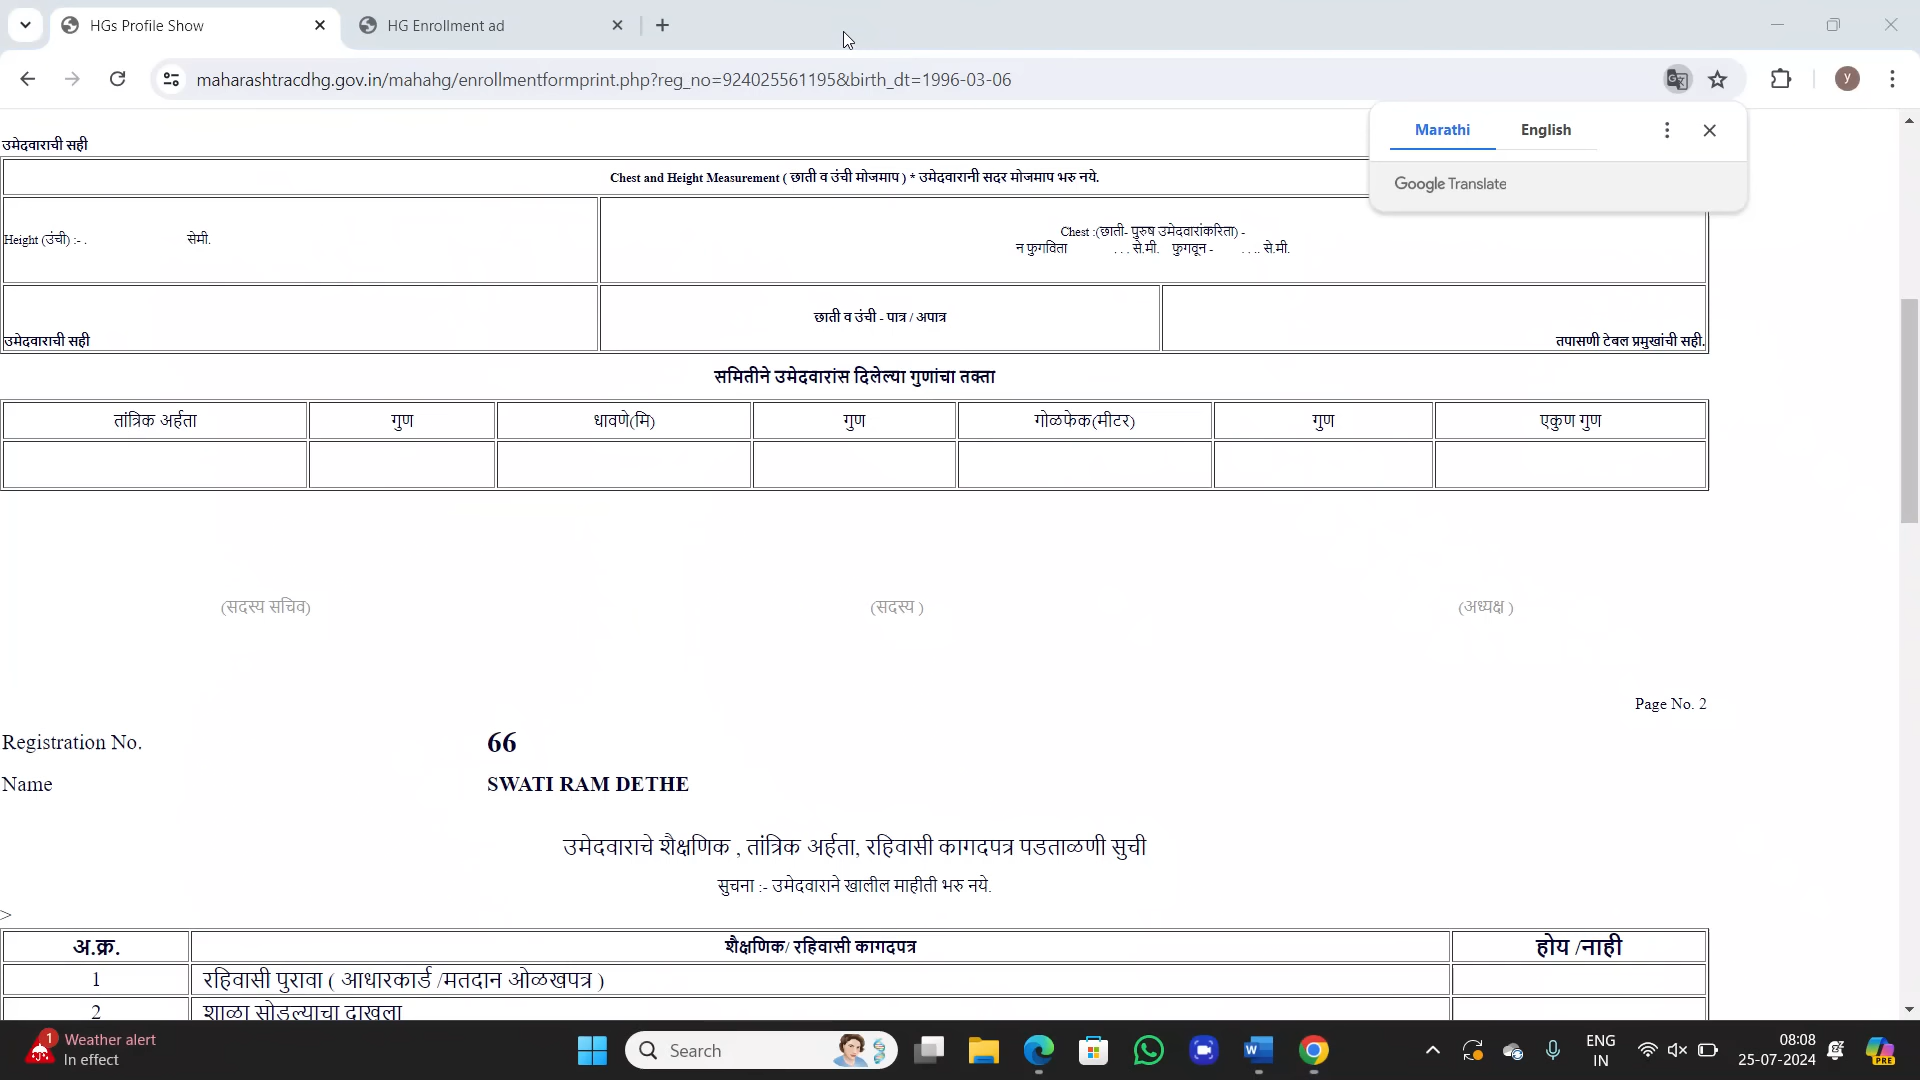 HGs Profile Show
HG Enrollment ad
maharashtracdhg.gov.in/mahahg/enrollmentformprint.php?reg_no=924025561195&birth_dt=1996-03-06
y
Marathi English
Google Translate
उमेदवाराची सही
Chest and Height Measurement ( छाती व उंची मोजमाप ) * उमेदवारानी सदर मोजमाप भरु नये.
Height (उंची) :- . सेमी.
Chest :(छाती- पुरुष उमेदवारांकरिता) -
न फुगविता . . . से.मी. फुगवून - . . .. से.मी.
उमेदवाराची सही
छाती व उंची - पात्र / अपात्र
तपासणी टेबल प्रमुखांची सही.
समितीने उमेदवारांस दिलेल्या गुणांचा तक्ता
तांत्रिक अर्हता गुण धावणे(मि) गुण गोळफेक(मीटर) गुण एकुण गुण
(सदस्य सचिव) (सदस्य ) (अध्यक्ष )
Page No. 2
Registration No. 66
Name SWATI RAM DETHE
उमेदवाराचे शैक्षणिक , तांत्रिक अर्हता, रहिवासी कागदपत्र पडताळणी सुची
सुचना :- उमेदवाराने खालील माहीती भरु नये.
>
अ.क्र. शैक्षणिक/ रहिवासी कागदपत्र होय /नाही
1 रहिवासी पुरावा ( आधारकार्ड /मतदान ओळखपत्र )
2 शाळा सोडल्याचा दाखला
1
Weather alert
In effect
Search
W
ENG
IN
08:08
25-07-2024
PRE